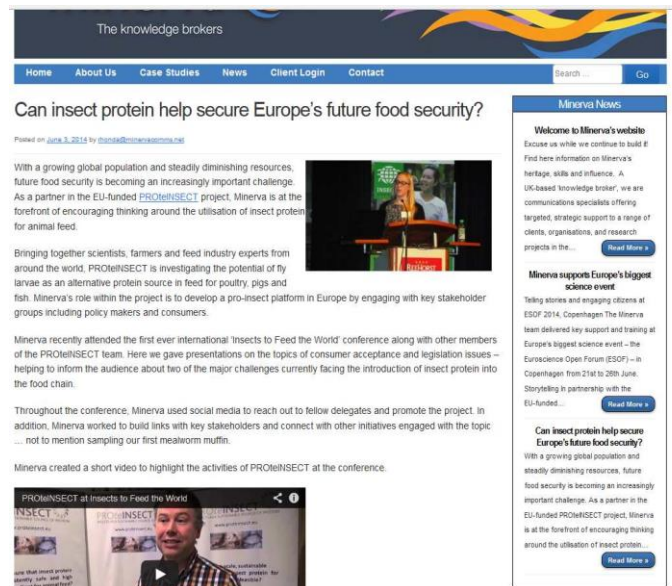 The knowledge brokers
Home About Us Case Studies News Client Login Contact
Search ... Go
Can insect protein help secure Europe's future food security?
Posted on June 3, 2014 by
With a growing global population and steadily diminishing resources,
future food security is becoming an increasingly important challenge.
As a partner in the EU-funded PROteINSECT project, Minerva is at the
forefront of encouraging thinking around the utilisation of insect protein
for animal feed.
Bringing together scientists, farmers and feed industry experts from
around the world, PROteINSECT is investigating the potential of fly
larvae as an alternative protein source in feed for poultry, pigs and
fish. Minerva's role within the project is to develop a pro-insect platform in Europe by engaging with key stakeholder
groups including policy makers and consumers.
Minerva recently attended the first ever international 'Insects to Feed the World' conference along with other members
of the PROteINSECT team. Here we gave presentations on the topics of consumer acceptance and legislation issues –
helping to inform the audience about two of the major challenges currently facing the introduction of insect protein into
the food chain.
Throughout the conference, Minerva used social media to reach out to fellow delegates and promote the project. In
addition, Minerva worked to build links with key stakeholders and connect with other initiatives engaged with the topic
... not to mention sampling our first mealworm muffin.
Minerva created a short video to highlight the activities of PROteINSECT at the conference.
PROteINSECT at Insects to Feed the World
Minerva News
Welcome to Minerva's website
Excuse us while we continue to build it!
Find here information on Minerva's
heritage, skills and influence. A
UK-based 'knowledge broker', we are
communications specialists offering
targeted, strategic support to a range of
clients, organisations, and research
projects in the... Read More »
Minerva supports Europe's biggest
science event
Telling stories and engaging citizens at
ESOF 2014, Copenhagen The Minerva
team delivered key support and training at
Europe's biggest science event – the
Euroscience Open Forum (ESOF) – in
Copenhagen from 21st to 26th June.
Storytelling in partnership with the
EU-funded... Read More »
Can insect protein help secure
Europe's future food security?
With a growing global population and
steadily diminishing resources, future
food security is becoming an increasingly
important challenge. As a partner in the
EU-funded PROteINSECT project, Minerva
is at the forefront of encouraging thinking
around the utilisation of insect protein...
Read More »